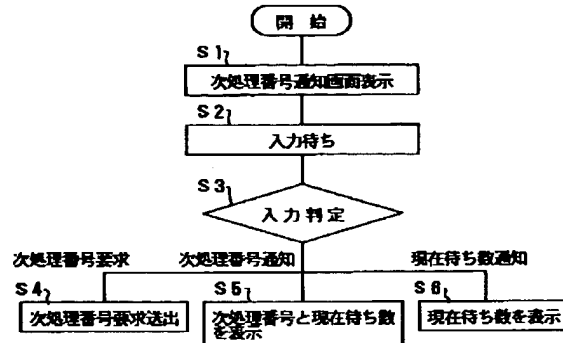 開 始
S1
次処理番号通知画面表示
S2
入力待ち
S3
入力判定
次処理番号要求
次処理番号通知
現在待ち数通知
S4
次処理番号要求送出
S5
次処理番号と現在待ち数
を表示
S6
現在待ち数を表示